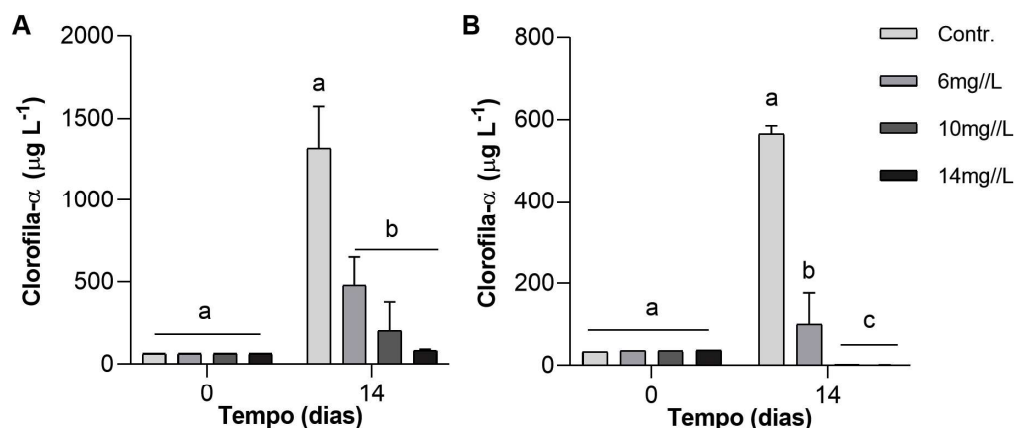 A
2000
1500
1000
500
0
Clorofila-α (µg L⁻¹)
a
a
b
0
14
Tempo (dias)
B
800
600
400
200
0
Clorofila-α (µg L⁻¹)
a
a
b
c
0
14
Tempo (dias)
Contr.
6mg//L
10mg//L
14mg//L